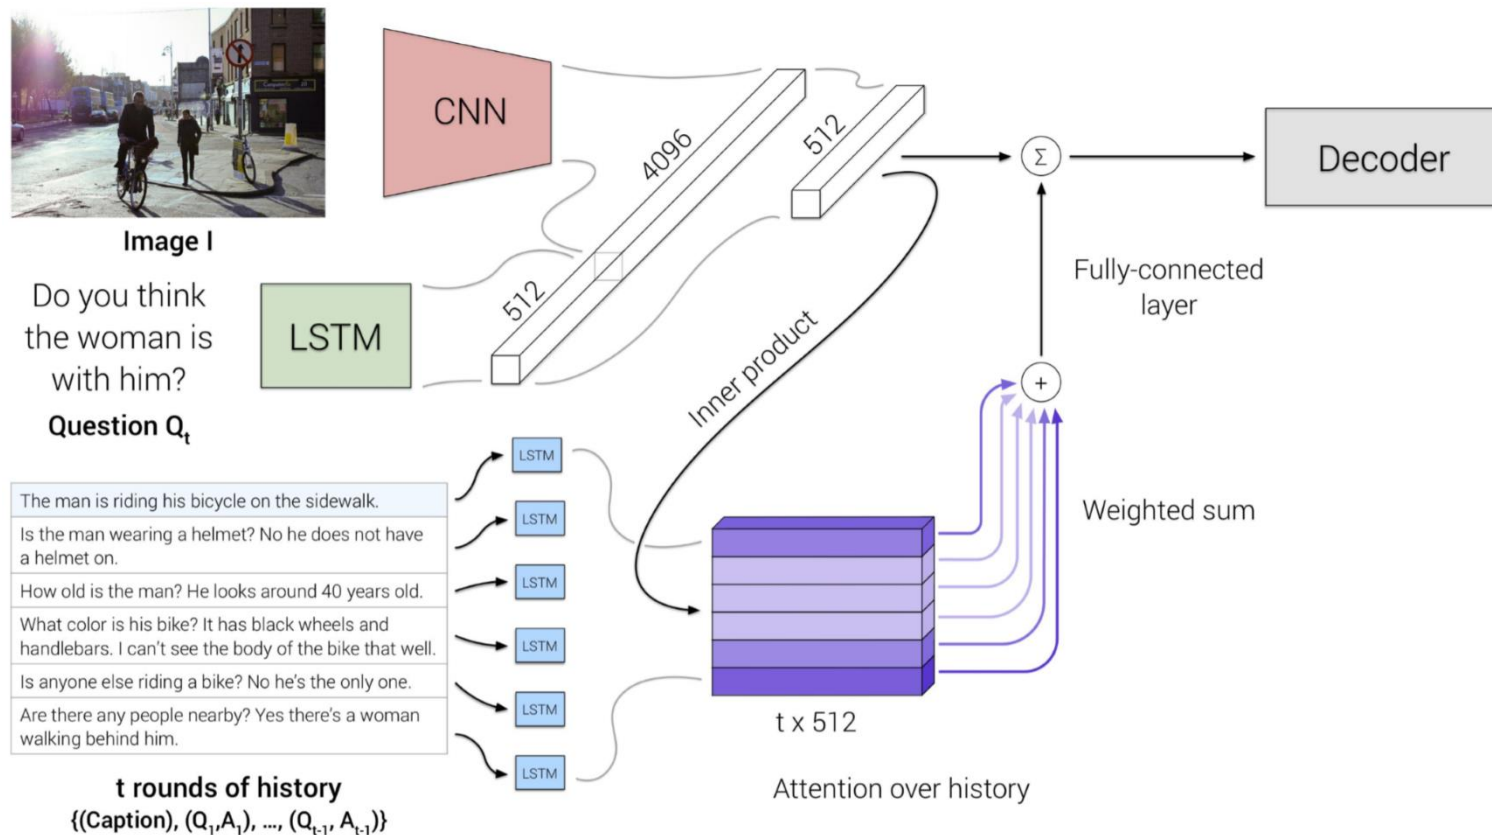 CNN
4096
512
Σ
Decoder
Image I
Do you think
the woman is
with him?
Question Qt
LSTM
512
Inner product
Fully-connected
layer
+
Weighted sum
The man is riding his bicycle on the sidewalk.
Is the man wearing a helmet? No he does not have
a helmet on.
How old is the man? He looks around 40 years old.
What color is his bike? It has black wheels and
handlebars. I can't see the body of the bike that well.
Is anyone else riding a bike? No he's the only one.
Are there any people nearby? Yes there's a woman
walking behind him.
LSTM
LSTM
LSTM
LSTM
LSTM
LSTM
t x 512
Attention over history
t rounds of history
{(Caption), (Q1,A1), ..., (Qt-1, At-1)}